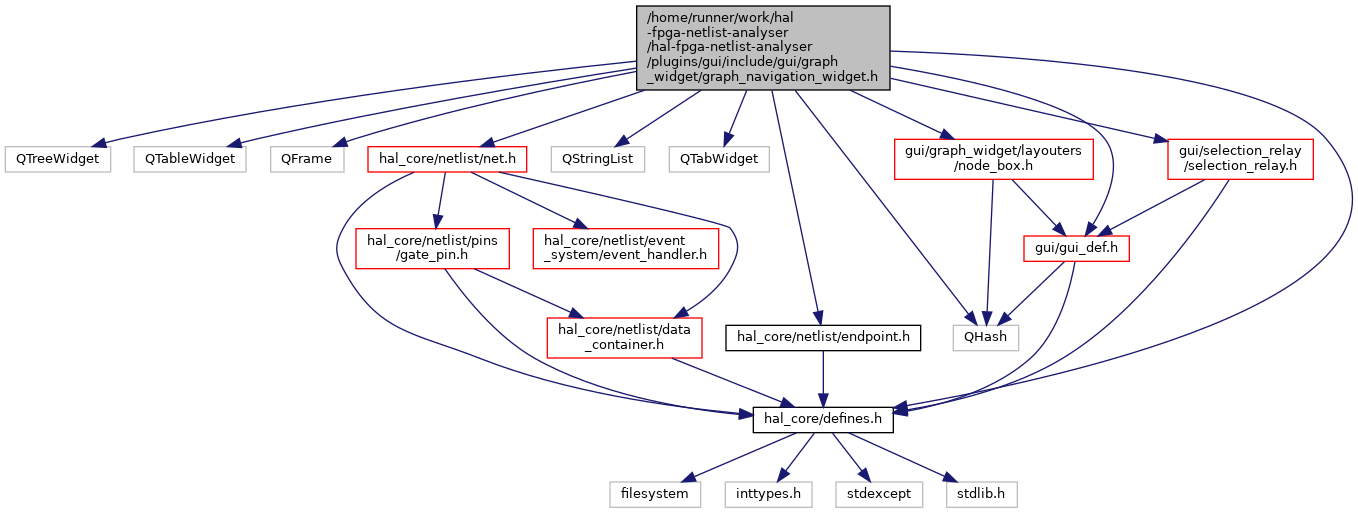 /home/runner/work/hal
-fpga-netlist-analyser
/hal-fpga-netlist-analyser
/plugins/gui/include/gui/graph
_widget/graph_navigation_widget.h
QTreeWidget
QTableWidget
QFrame
hal_core/netlist/net.h
QStringList
QTabWidget
gui/graph_widget/layouters
/node_box.h
gui/selection_relay
/selection_relay.h
hal_core/netlist/pins
/gate_pin.h
hal_core/netlist/event
_system/event_handler.h
gui/gui_def.h
hal_core/netlist/data
_container.h
hal_core/netlist/endpoint.h
QHash
hal_core/defines.h
filesystem
inttypes.h
stdexcept
stdlib.h